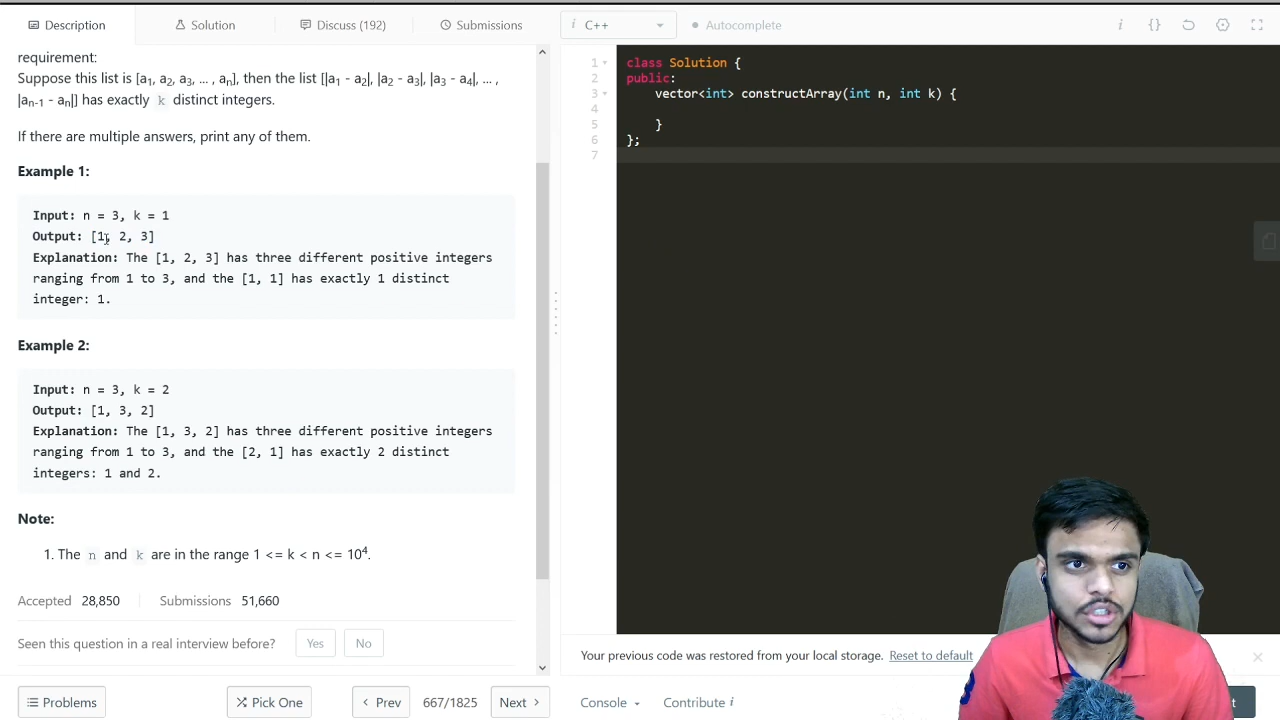 Description
Solution
Discuss (192)
Submissions
i C++
Autocomplete
requirement:
Suppose this list is [a1, a2, a3, ... , an], then the list [|a1 - a2|, |a2 - a3|, |a3 - a4|, ... ,
|an-1 - an|] has exactly k distinct integers.
If there are multiple answers, print any of them.
Example 1:
Input: n = 3, k = 1
Output: [1, 2, 3]
Explanation: The [1, 2, 3] has three different positive integers
ranging from 1 to 3, and the [1, 1] has exactly 1 distinct
integer: 1.
Example 2:
Input: n = 3, k = 2
Output: [1, 3, 2]
Explanation: The [1, 3, 2] has three different positive integers
ranging from 1 to 3, and the [2, 1] has exactly 2 distinct
integers: 1 and 2.
Note:
1. The n and k are in the range 1 <= k < n <= 10^4.
Accepted 28,850 Submissions 51,660
Seen this question in a real interview before? Yes No
Problems
Pick One
< Prev
667/1825
Next >
1 class Solution {
2 public:
3 vector<int> constructArray(int n, int k) {
4
5 }
6 };
7
Your previous code was restored from your local storage. Reset to default
Console
Contribute i